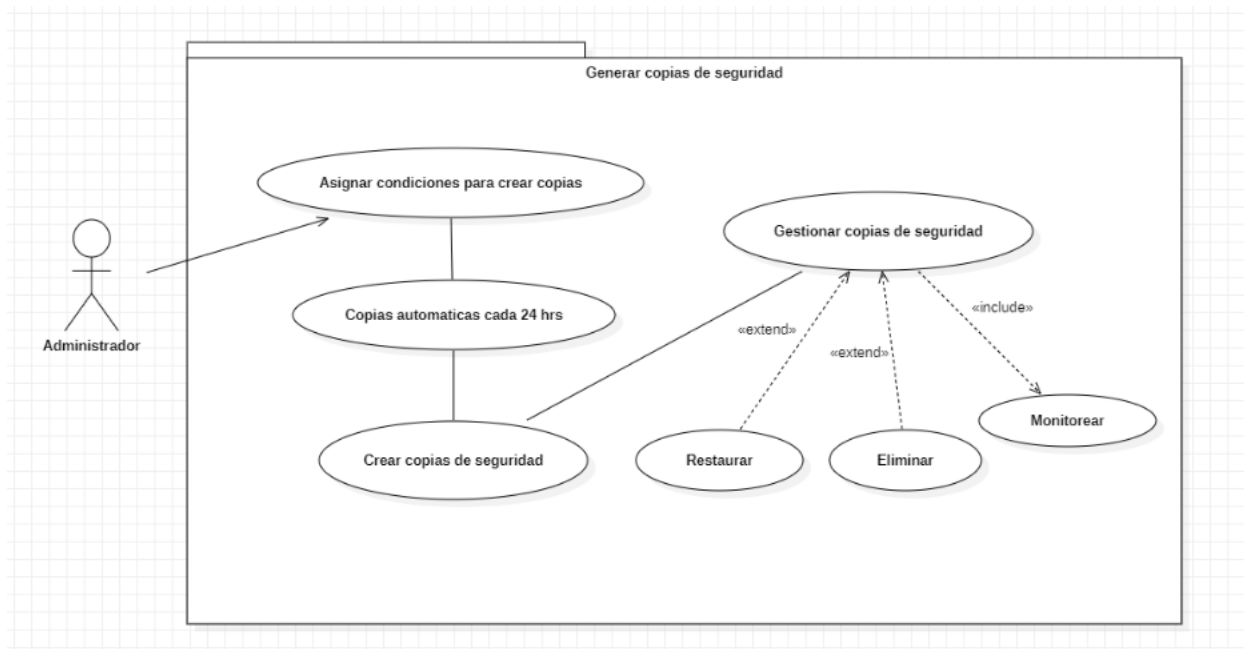 Generar copias de seguridad
Asignar condiciones para crear copias
Gestionar copias de seguridad
Administrador
Copias automaticas cada 24 hrs
«extend»
«extend»
«include»
Crear copias de seguridad
Restaurar
Eliminar
Monitorear